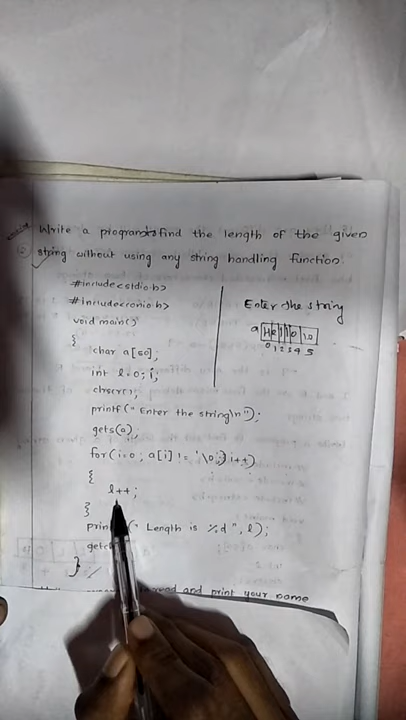 Write a program to find the length of the given
string without using any string handling function.
#include<stdio.h>
#include<conio.h>
void main()
{
char a[50];
int l=0, i;
clrscr();
printf("Enter the string\n");
gets(a);
for(i=0; a[i]!='\0'; i++)
{
l++;
}
print ("Length is %d", l);
getc
}
Enter the string
a H e l l o \0
0 1 2 3 4 5
and print your name